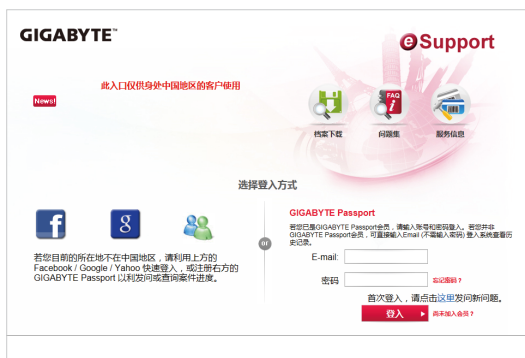 GIGABYTE™
eSupport
此入口仅供身处中国地区的客户使用
News!
FAQ
档案下载
问题集
服务信息
选择登入方式
GIGABYTE Passport
若您已是GIGABYTE Passport会员，请输入账号和密码登入。若您并非
GIGABYTE Passport会员，可直接输入Email (不需输入密码) 登入系统查看历
史记录。
f
g
or
若您目前的所在地不在中国地区，请利用上方的
Facebook / Google / Yahoo 快速登入，或注册右方的
GIGABYTE Passport 以利发问或查询案件进度。
E-mail:
密码
忘记密码？
首次登入，请点击这里发问新问题。
登入
尚未加入会员？